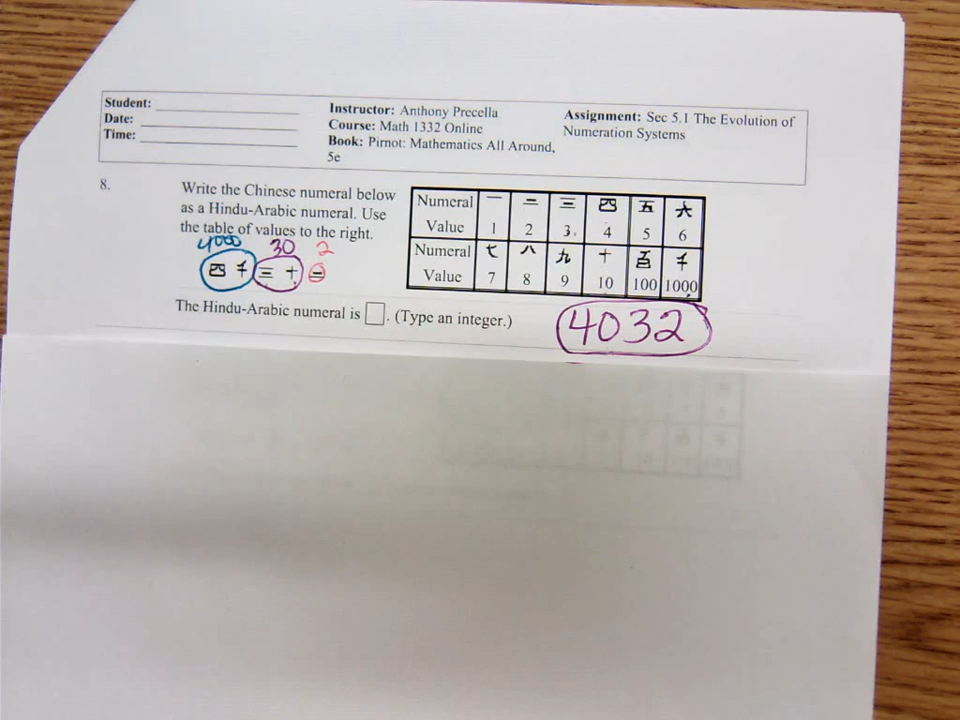 Student:
Date:
Time:
Instructor: Anthony Precella
Course: Math 1332 Online
Book: Pirnot: Mathematics All Around,
5e
Assignment: Sec 5.1 The Evolution of
Numeration Systems
8.
Write the Chinese numeral below
as a Hindu-Arabic numeral. Use
the table of values to the right.
4000 30 2
四 千 三 十 二
Numeral 一 二 三 四 五 六
Value 1 2 3 4 5 6
Numeral 七 八 九 十 百 千
Value 7 8 9 10 100 1000
The Hindu-Arabic numeral is . (Type an integer.)
4032